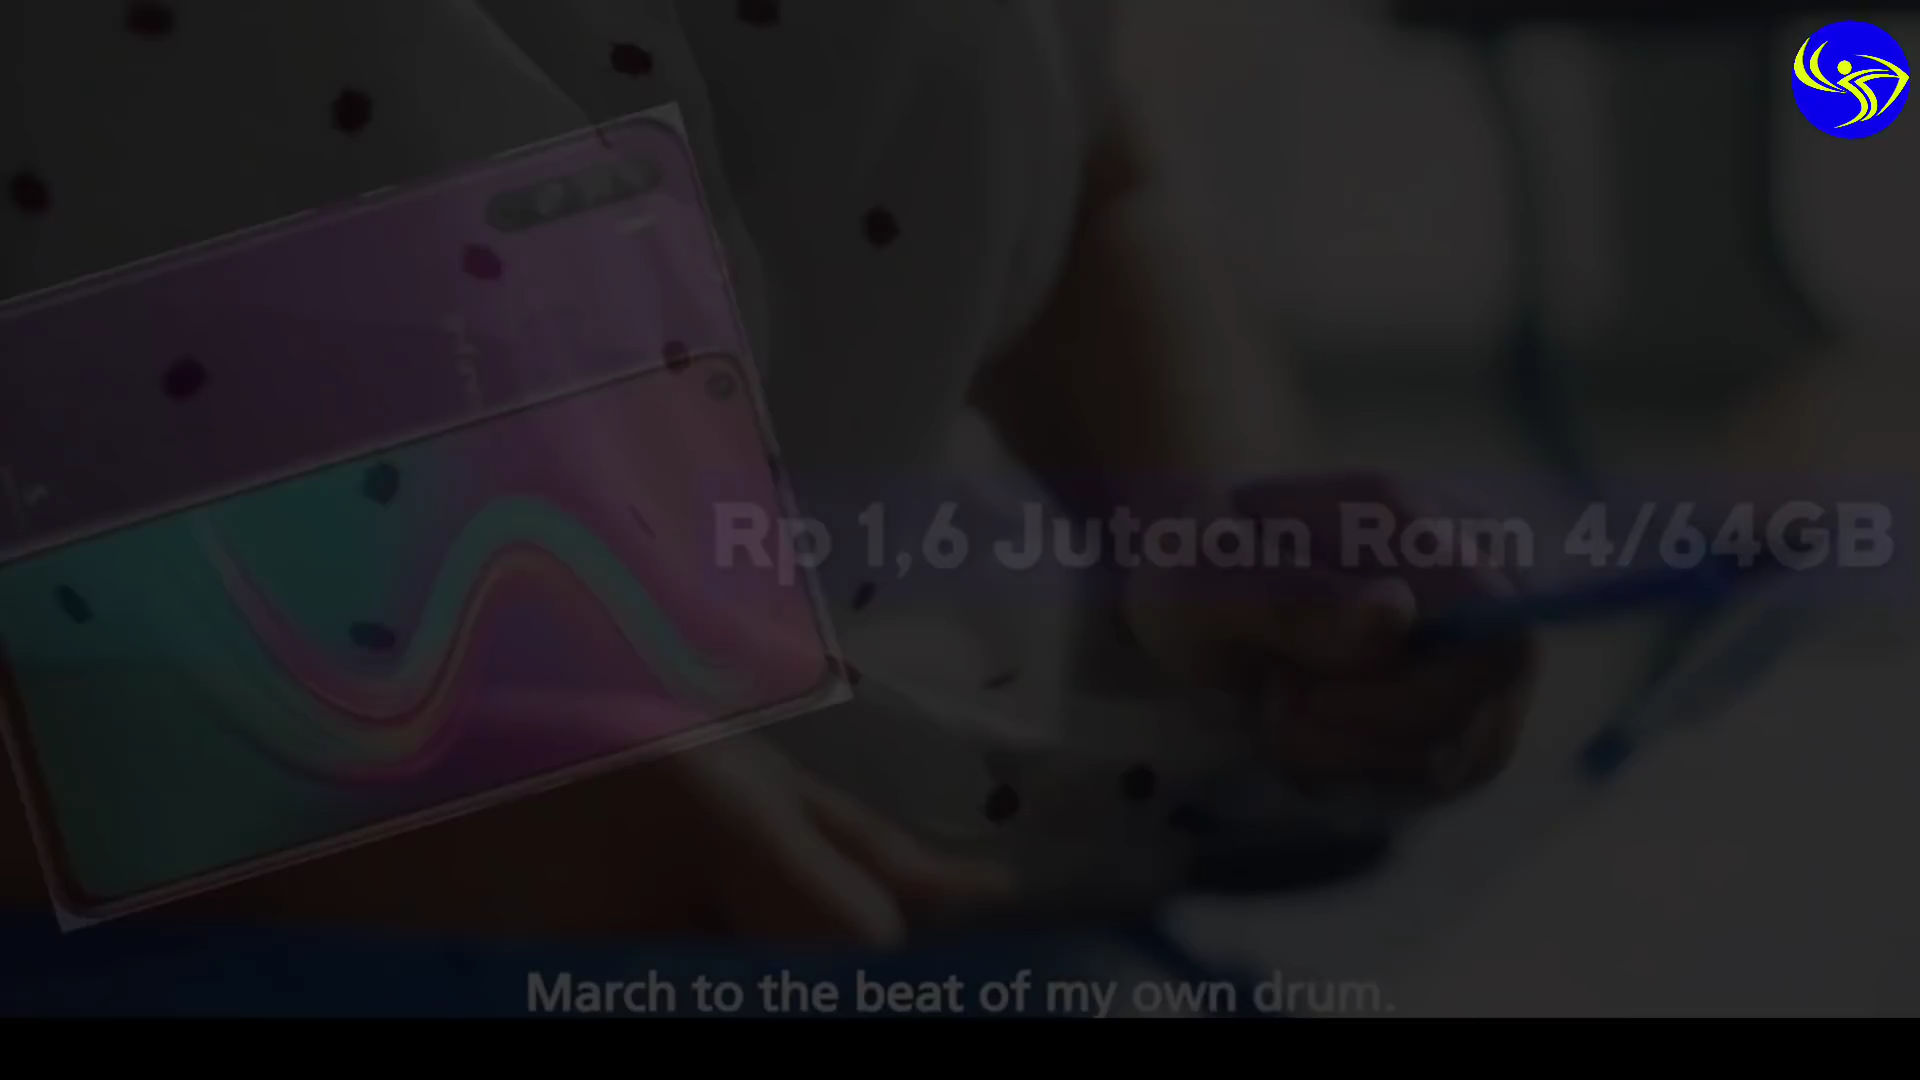 Rp 1,6 Jutaan Ram 4/64GB
March to the beat of my own drum.